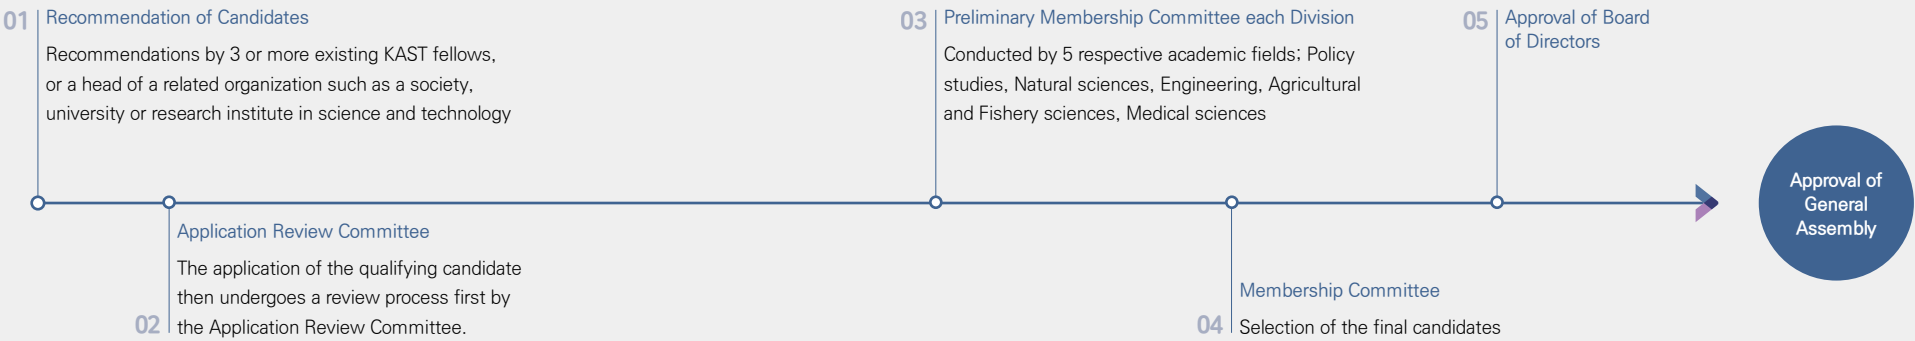 01
Recommendation of Candidates
Recommendations by 3 or more existing KAST fellows,
or a head of a related organization such as a society,
university or research institute in science and technology
02
Application Review Committee
The application of the qualifying candidate
then undergoes a review process first by
the Application Review Committee.
03
Preliminary Membership Committee each Division
Conducted by 5 respective academic fields; Policy
studies, Natural sciences, Engineering, Agricultural
and Fishery sciences, Medical sciences
04
Membership Committee
Selection of the final candidates
05
Approval of Board
of Directors
Approval of
General
Assembly